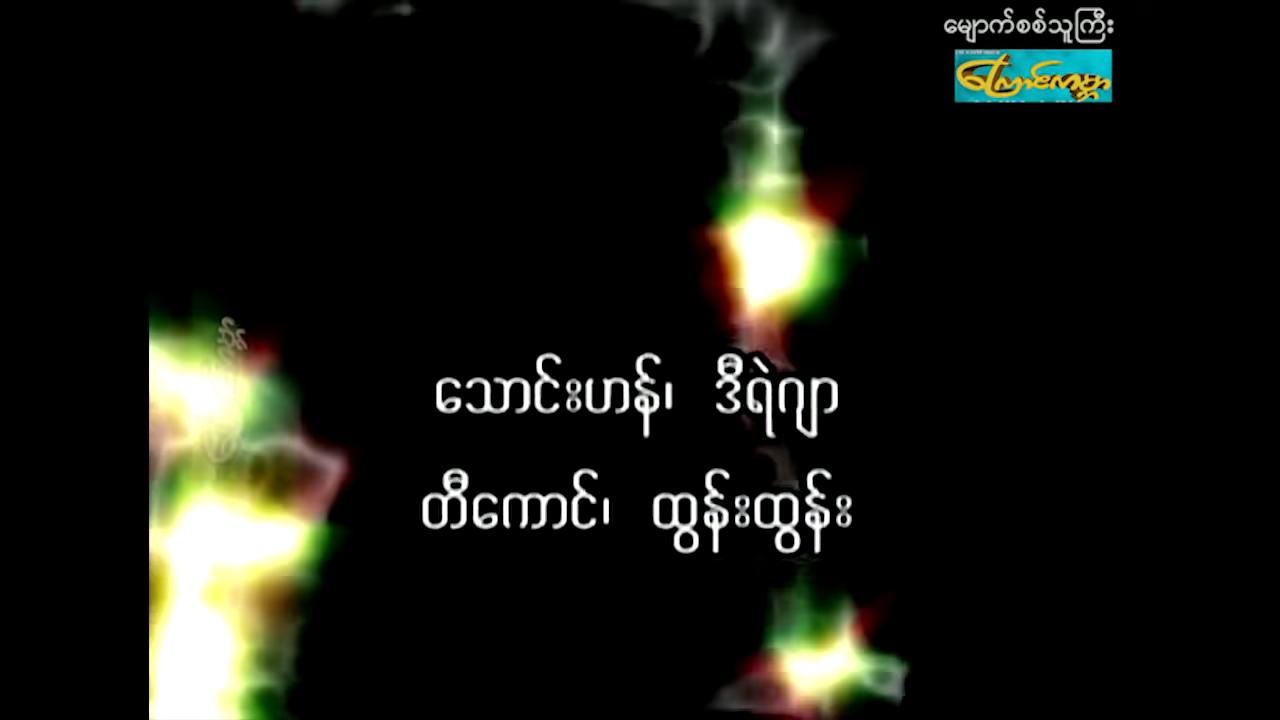 မျောက်စစ်သူကြီး
သောင်းဟန်၊ ဒီရဲဂျာ
တီကောင်၊ ထွန်းထွန်း